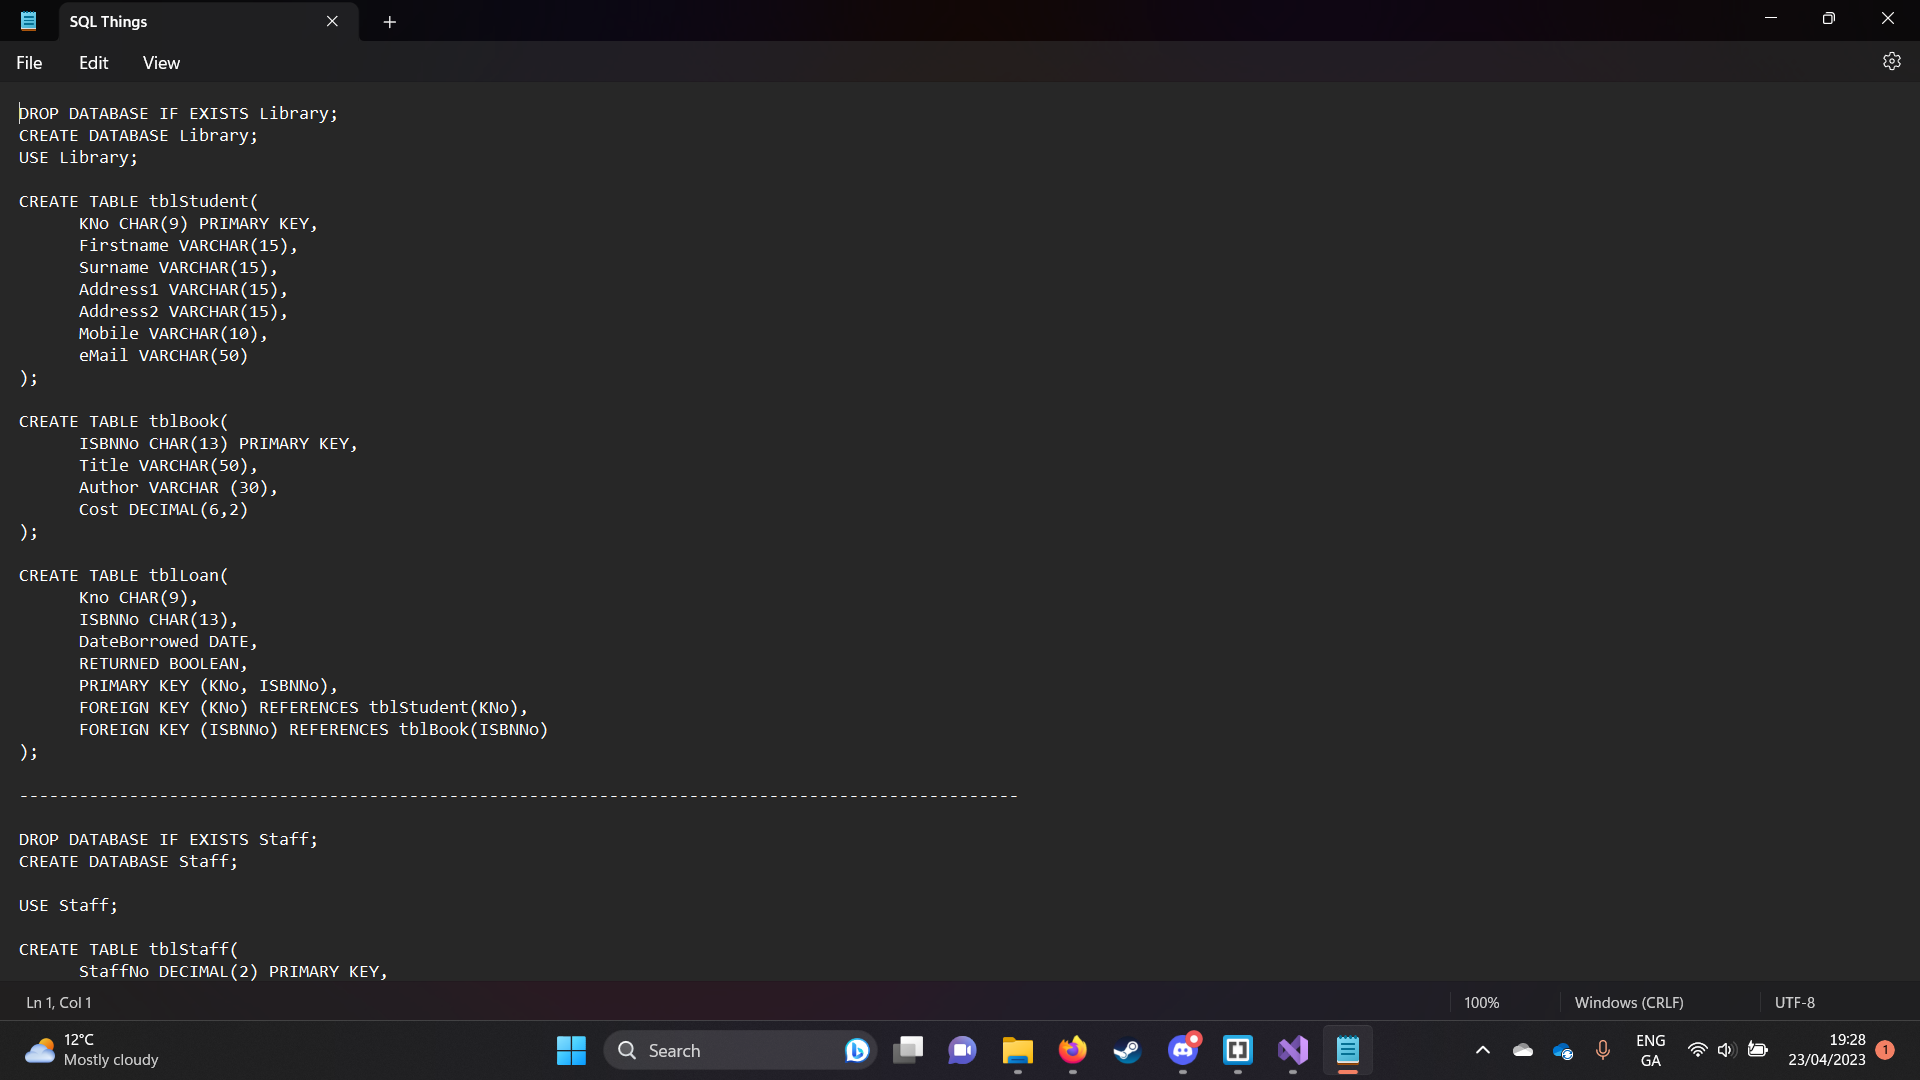 SQL Things
File Edit View
DROP DATABASE IF EXISTS Library;
CREATE DATABASE Library;
USE Library;
CREATE TABLE tblStudent(
KNo CHAR(9) PRIMARY KEY,
Firstname VARCHAR(15),
Surname VARCHAR(15),
Address1 VARCHAR(15),
Address2 VARCHAR(15),
Mobile VARCHAR(10),
eMail VARCHAR(50)
);
CREATE TABLE tblBook(
ISBNNo CHAR(13) PRIMARY KEY,
Title VARCHAR(50),
Author VARCHAR (30),
Cost DECIMAL(6,2)
);
CREATE TABLE tblLoan(
Kno CHAR(9),
ISBNNo CHAR(13),
DateBorrowed DATE,
RETURNED BOOLEAN,
PRIMARY KEY (KNo, ISBNNo),
FOREIGN KEY (KNo) REFERENCES tblStudent(KNo),
FOREIGN KEY (ISBNNo) REFERENCES tblBook(ISBNNo)
);
----------------------------------------------------------------------------------------------------
DROP DATABASE IF EXISTS Staff;
CREATE DATABASE Staff;
USE Staff;
CREATE TABLE tblStaff(
StaffNo DECIMAL(2) PRIMARY KEY,
Ln 1, Col 1 100% Windows (CRLF) UTF-8
12°C
Mostly cloudy
Search
ENG
GA
19:28
23/04/2023
1